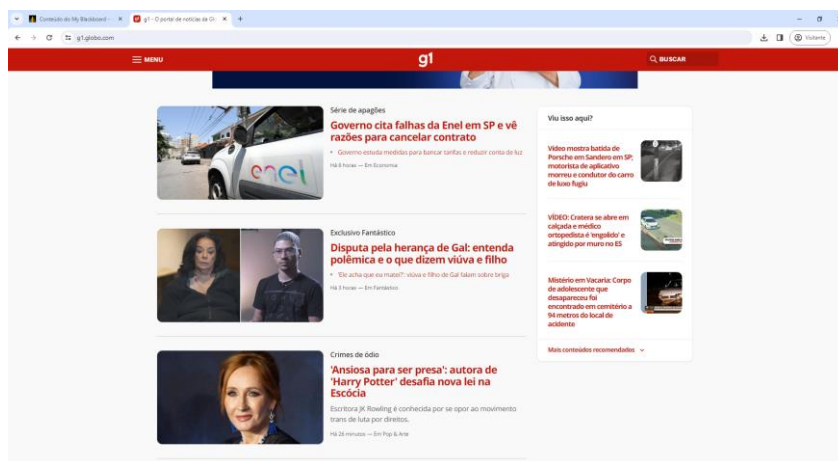 Conteúdo do My Blackboard -
g1 - O portal de notícias da Gl
g1.globo.com
Visitante
MENU
g1
BUSCAR
Série de apagões
Governo cita falhas da Enel em SP e vê
razões para cancelar contrato
Governo estuda medidas para bancar tarifas e reduzir conta de luz
Há 8 horas — Em Economia
enel
Exclusivo Fantástico
Disputa pela herança de Gal: entenda
polêmica e o que dizem viúva e filho
'Ele acha que eu matei?': viúva e filho de Gal falam sobre briga
Há 3 horas — Em Fantástico
Crimes de ódio
'Ansiosa para ser presa': autora de
'Harry Potter' desafia nova lei na
Escócia
Escritora JK Rowling é conhecida por se opor ao movimento
trans de luta por direitos.
Há 26 minutos — Em Pop & Arte
Viu isso aqui?
Vídeo mostra batida de
Porsche em Sandero em SP;
motorista de aplicativo
morreu e condutor do carro
de luxo fugiu
VÍDEO: Cratera se abre em
calçada e médico
ortopedista é 'engolido' e
atingido por muro no ES
Mistério em Vacaria: Corpo
de adolescente que
desapareceu foi
encontrado em cemitério a
94 metros do local de
acidente
Mais conteúdos recomendados